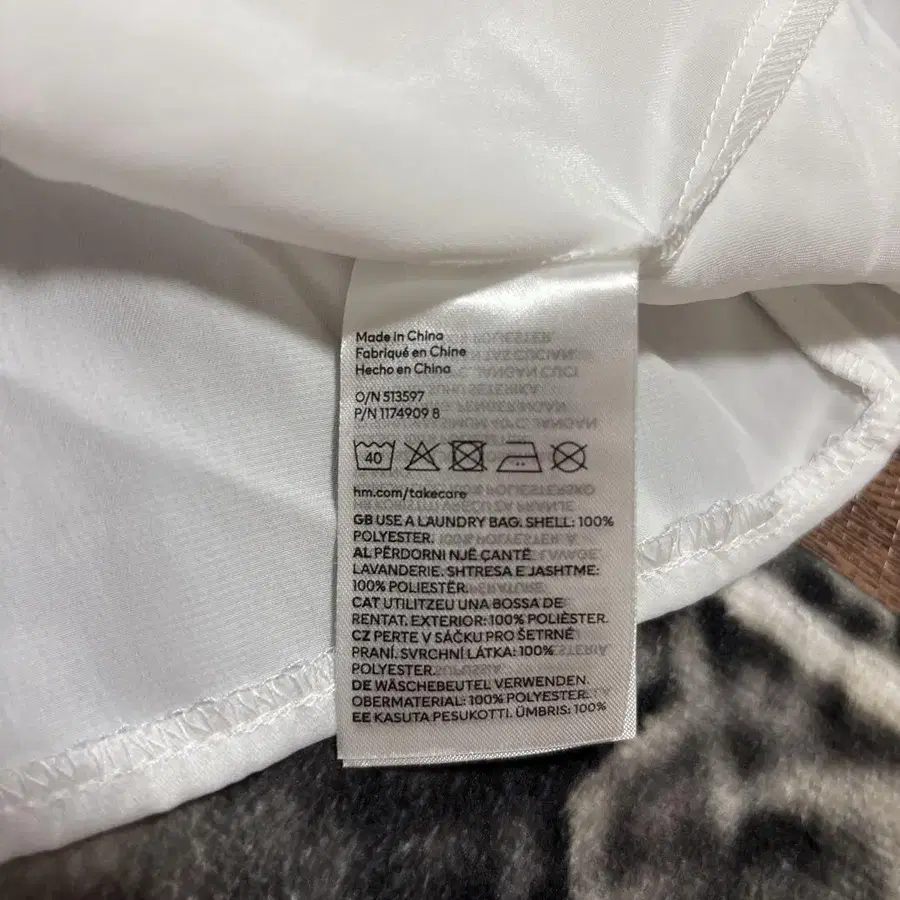 Made in China
Fabriqué en Chine
Hecho en China
O/N 513597
P/N 1174909 8
40
hm.com/takecare
GB USE A LAUNDRY BAG. SHELL: 100%
POLYESTER.
AL PËRDORNI NJË ÇANTË
LAVANDERIE. SHTRESA E JASHTME:
100% POLIESTËR.
CAT UTILITZEU UNA BOSSA DE
RENTAT. EXTERIOR: 100% POLIÈSTER.
CZ PERTE V SÁČKU PRO ŠETRNÉ
PRANÍ. SVRCHNÍ LÁTKA: 100%
POLYESTER.
DE WÄSCHEBEUTEL VERWENDEN.
OBERMATERIAL: 100% POLYESTER.
EE KASUTA PESUKOTTI. ÜMBRIS: 100%